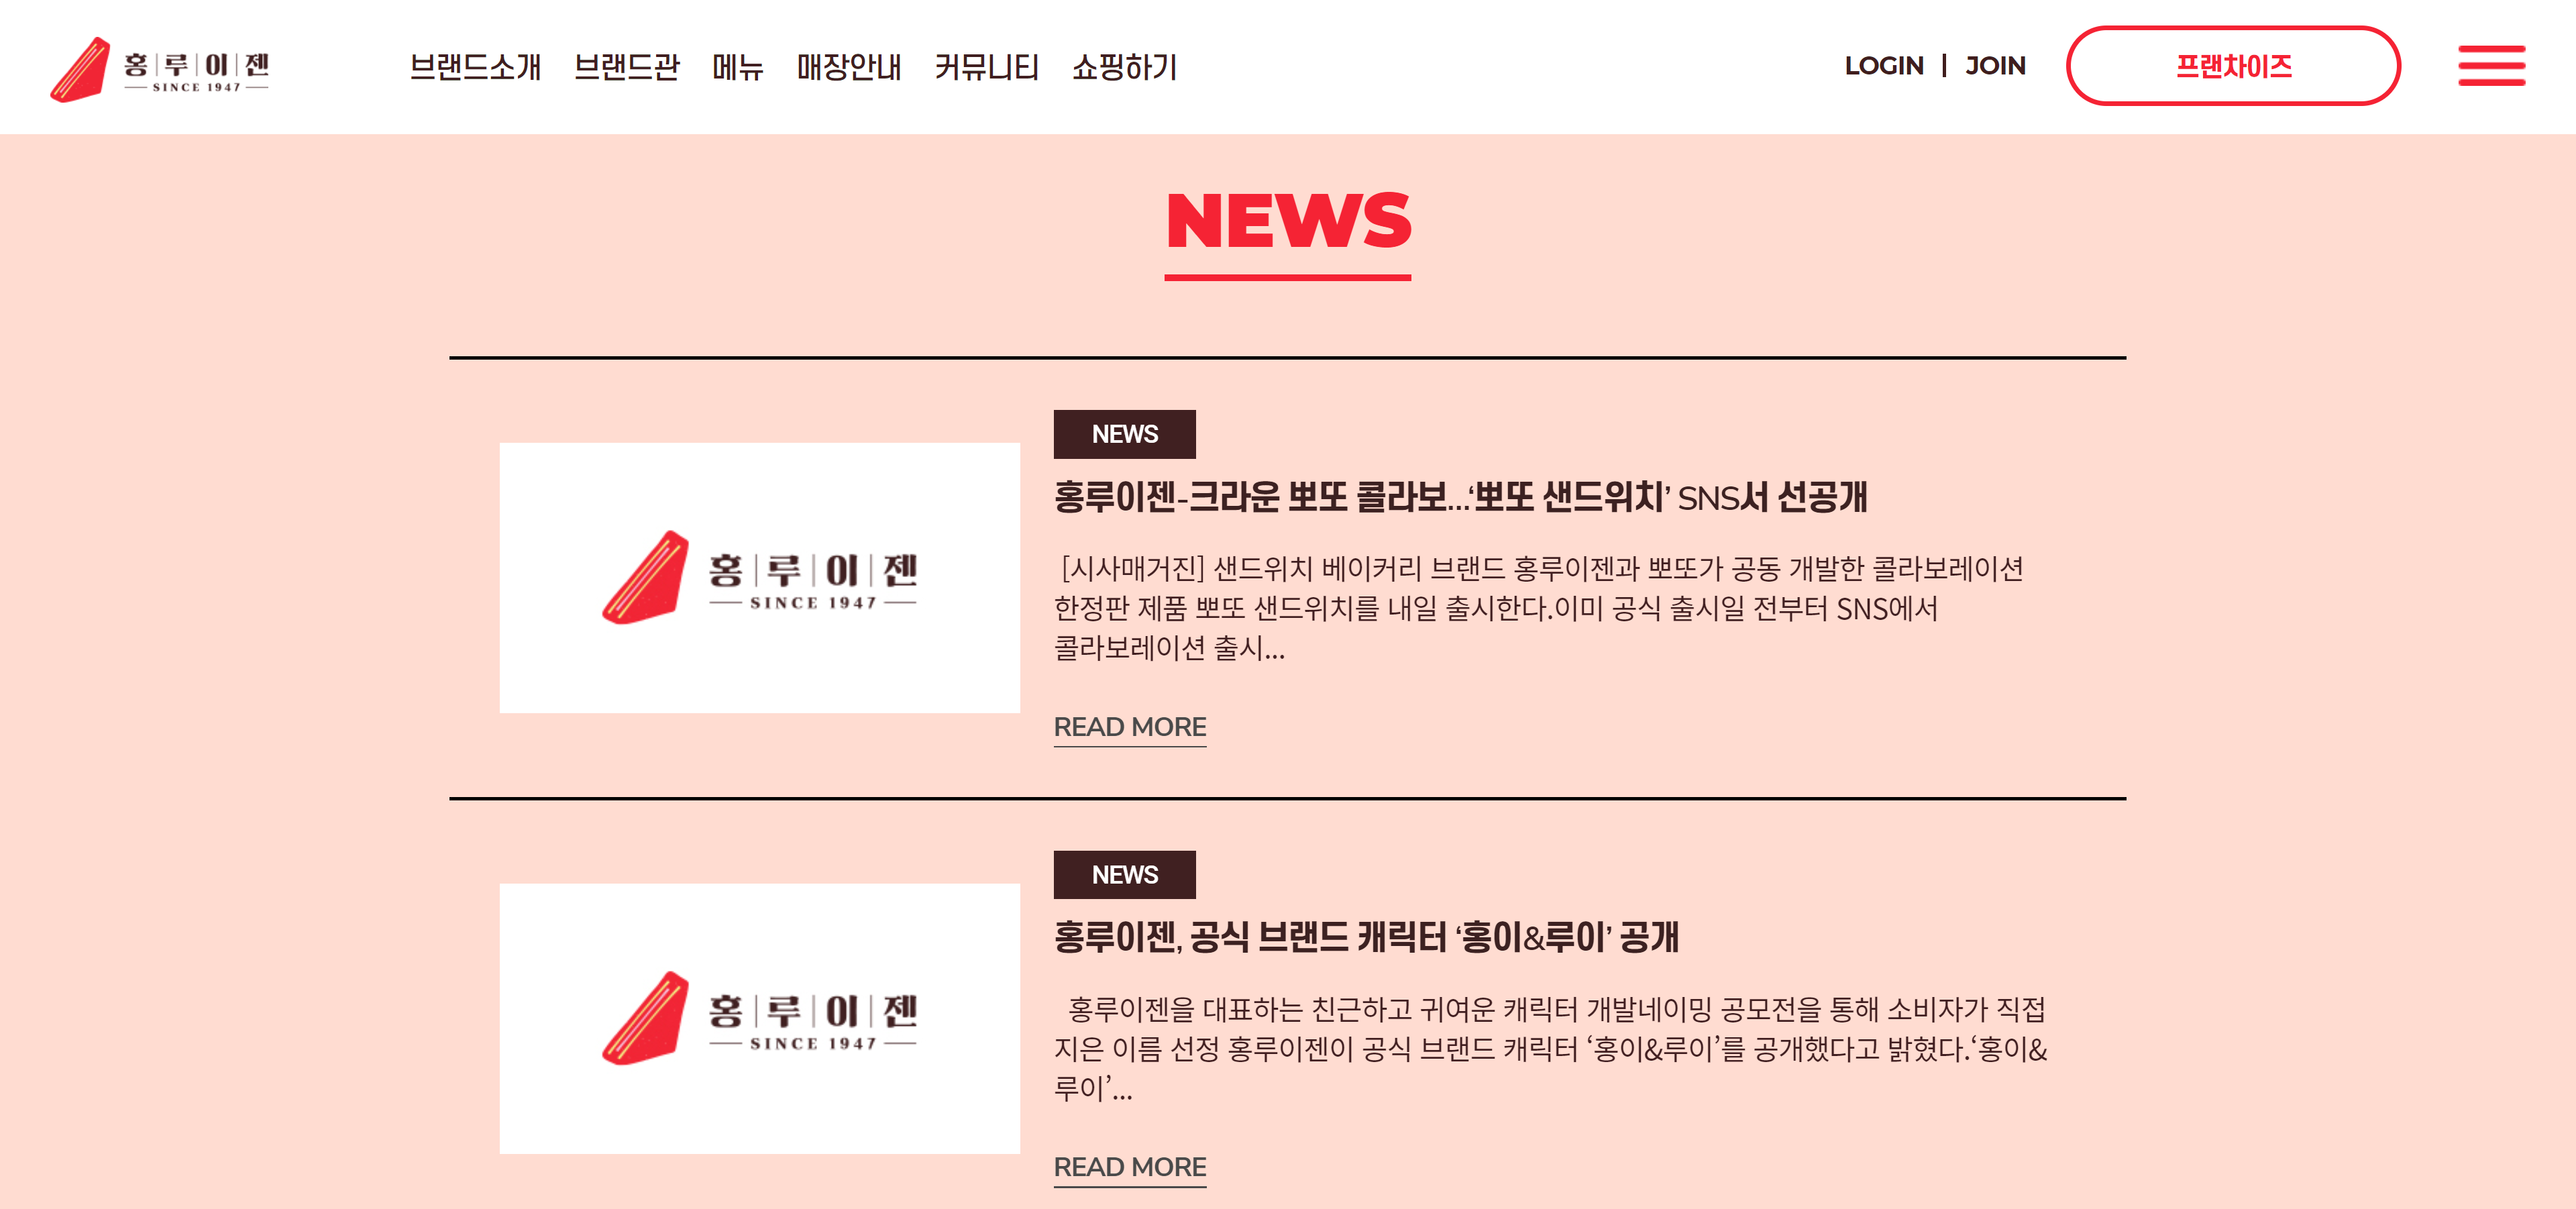 홍루이젠
SINCE 1947
브랜드소개 브랜드관 메뉴 매장안내 커뮤니티 쇼핑하기
LOGIN | JOIN
프랜차이즈
NEWS
홍루이젠
SINCE 1947
NEWS
홍루이젠-크라운 뽀또 콜라보...‘뽀또 샌드위치’ SNS서 선공개
[시사매거진] 샌드위치 베이커리 브랜드 홍루이젠과 뽀또가 공동 개발한 콜라보레이션
한정판 제품 뽀또 샌드위치를 내일 출시한다.이미 공식 출시일 전부터 SNS에서
콜라보레이션 출시...
READ MORE
홍루이젠
SINCE 1947
NEWS
홍루이젠, 공식 브랜드 캐릭터 ‘홍이&루이’ 공개
홍루이젠을 대표하는 친근하고 귀여운 캐릭터 개발네이밍 공모전을 통해 소비자가 직접
지은 이름 선정 홍루이젠이 공식 브랜드 캐릭터 ‘홍이&루이’를 공개했다고 밝혔다.‘홍이&
루이’...
READ MORE